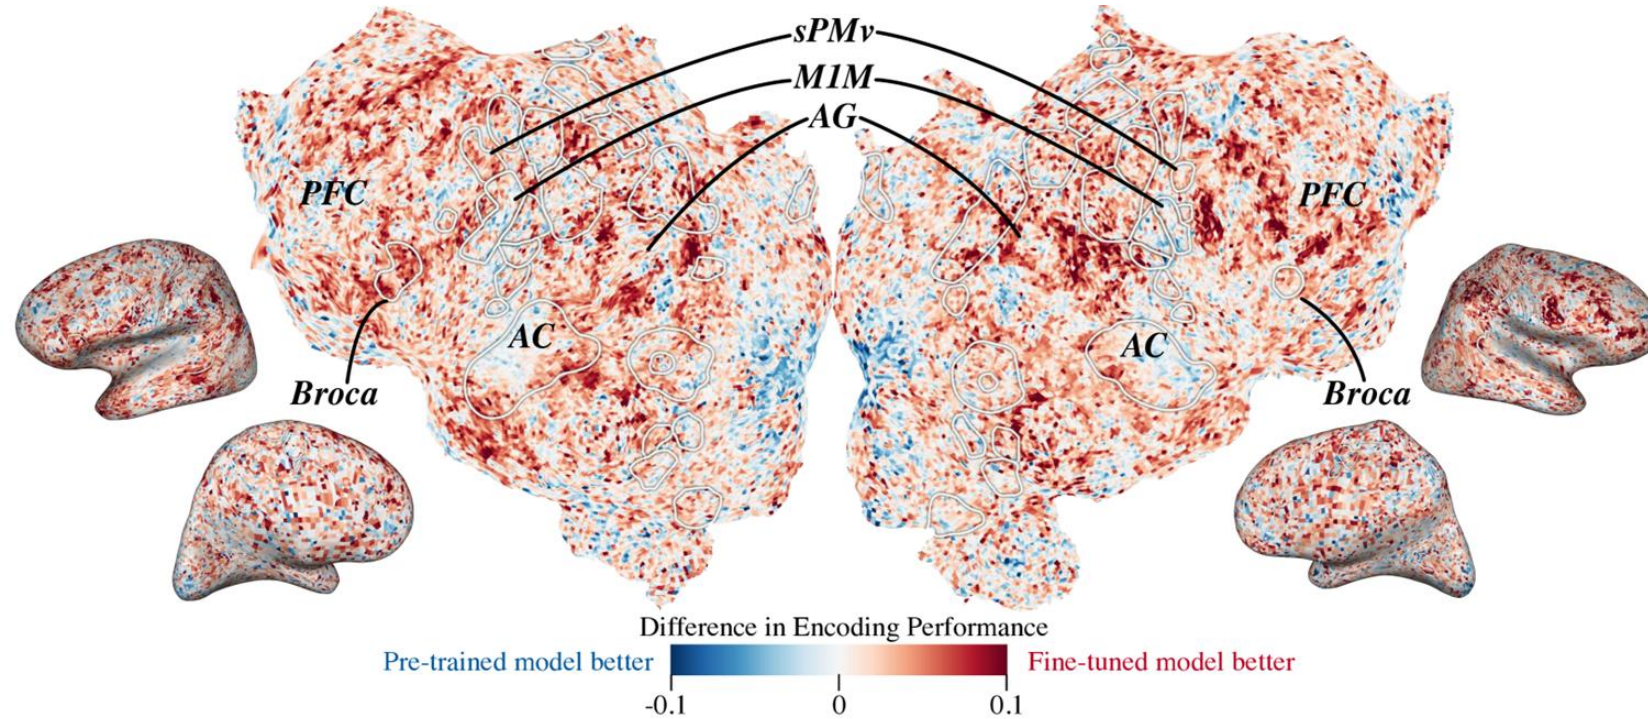 sPMv
M1M
AG
PFC
PFC
AC
AC
Broca
Broca
Difference in Encoding Performance
Pre-trained model better
Fine-tuned model better
-0.1
0
0.1